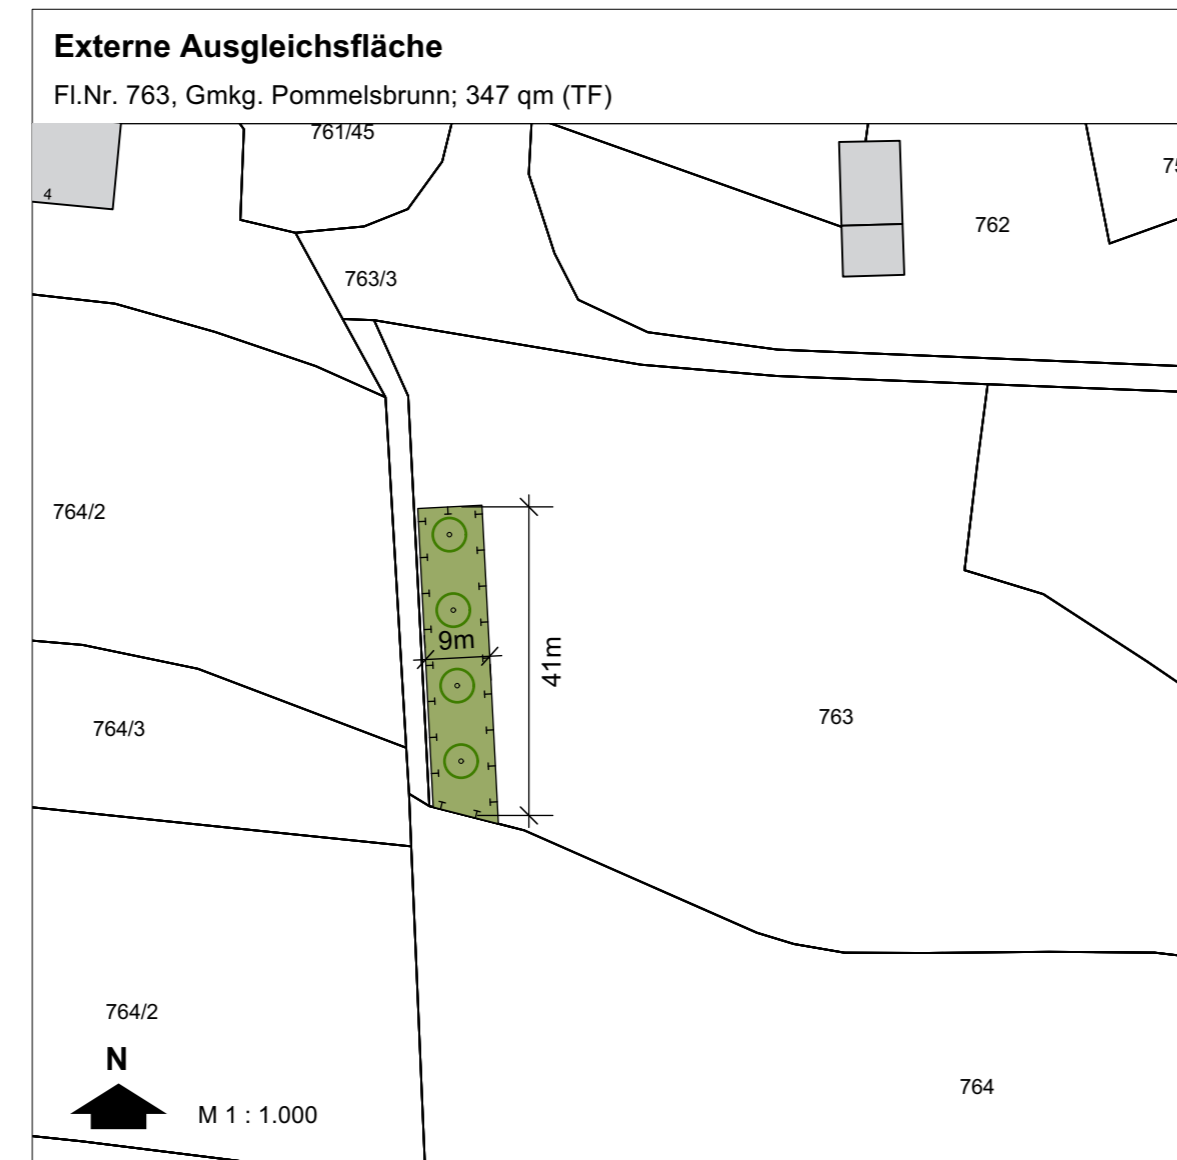 Externe Ausgleichsfläche
Fl.Nr. 763, Gmkg. Pommelsbrunn; 347 qm (TF)
761/45
4
762
763/3
764/2
9m
41m
764/3
763
764/2
N
764
M 1 : 1.000